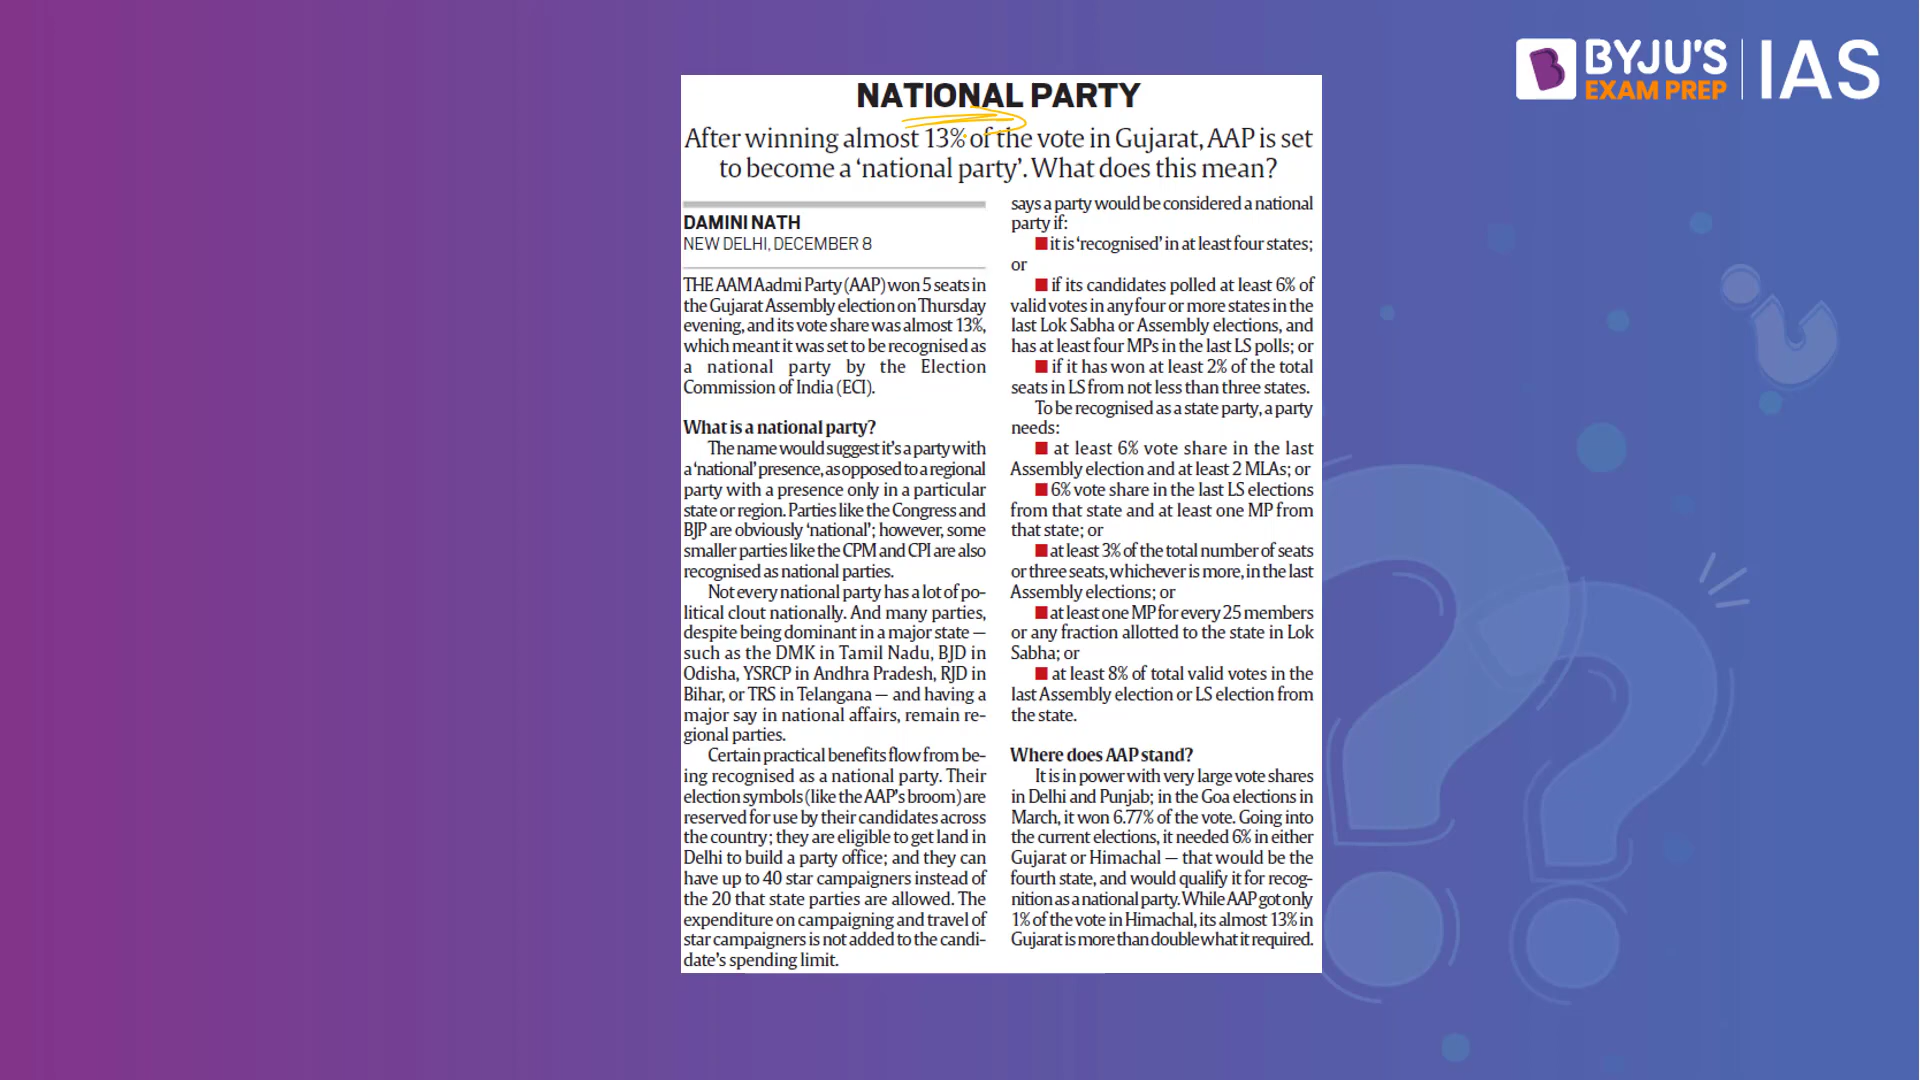 BYJU'S
EXAM PREP
IAS
NATIONAL PARTY
After winning almost 13% of the vote in Gujarat, AAP is set
to become a ‘national party’. What does this mean?
DAMINI NATH
NEW DELHI, DECEMBER 8
THE AAM Aadmi Party (AAP) won 5 seats in
the Gujarat Assembly election on Thursday
evening, and its vote share was almost 13%,
which meant it was set to be recognised as
a national party by the Election
Commission of India (ECI).
What is a national party?
The name would suggest it's a party with
a ‘national’ presence, as opposed to a regional
party with a presence only in a particular
state or region. Parties like the Congress and
BJP are obviously ‘national’; however, some
smaller parties like the CPM and CPI are also
recognised as national parties.
Not every national party has a lot of po-
litical clout nationally. And many parties,
despite being dominant in a major state —
such as the DMK in Tamil Nadu, BJD in
Odisha, YSRCP in Andhra Pradesh, RJD in
Bihar, or TRS in Telangana — and having a
major say in national affairs, remain re-
gional parties.
Certain practical benefits flow from be-
ing recognised as a national party. Their
election symbols (like the AAP's broom) are
reserved for use by their candidates across
the country; they are eligible to get land in
Delhi to build a party office; and they can
have up to 40 star campaigners instead of
the 20 that state parties are allowed. The
expenditure on campaigning and travel of
star campaigners is not added to the candi-
date's spending limit.
says a party would be considered a national
party if:
■ it is ‘recognised’ in at least four states;
or
■ if its candidates polled at least 6% of
valid votes in any four or more states in the
last Lok Sabha or Assembly elections, and
has at least four MPs in the last LS polls; or
■ if it has won at least 2% of the total
seats in LS from not less than three states.
To be recognised as a state party, a party
needs:
■ at least 6% vote share in the last
Assembly election and at least 2 MLAs; or
■ 6% vote share in the last LS elections
from that state and at least one MP from
that state; or
■ at least 3% of the total number of seats
or three seats, whichever is more, in the last
Assembly elections; or
■ at least one MP for every 25 members
or any fraction allotted to the state in Lok
Sabha; or
■ at least 8% of total valid votes in the
last Assembly election or LS election from
the state.
Where does AAP stand?
It is in power with very large vote shares
in Delhi and Punjab; in the Goa elections in
March, it won 6.77% of the vote. Going into
the current elections, it needed 6% in either
Gujarat or Himachal — that would be the
fourth state, and would qualify it for recog-
nition as a national party. While AAP got only
1% of the vote in Himachal, its almost 13% in
Gujarat is more than double what it required.